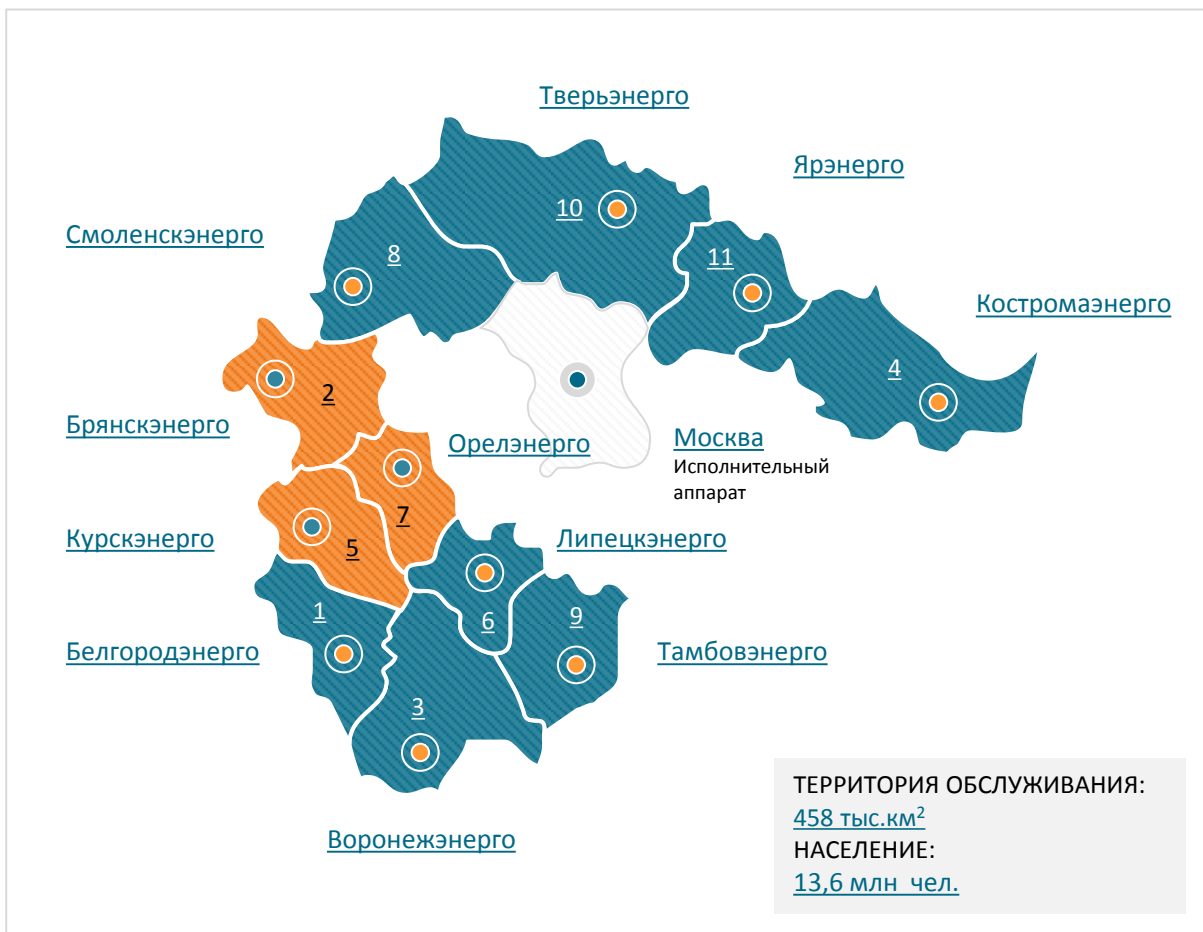 Тверьэнерго
Ярэнерго
10
Смоленскэнерго
8
11
Костромаэнерго
4
2
Брянскэнерго
Орелэнерго
Москва
Исполнительный
аппарат
7
Курскэнерго
5
Липецкэнерго
1
6
9
Белгородэнерго
Тамбовэнерго
3
ТЕРРИТОРИЯ ОБСЛУЖИВАНИЯ:
458 тыс.км²
НАСЕЛЕНИЕ:
13,6 млн чел.
Воронежэнерго